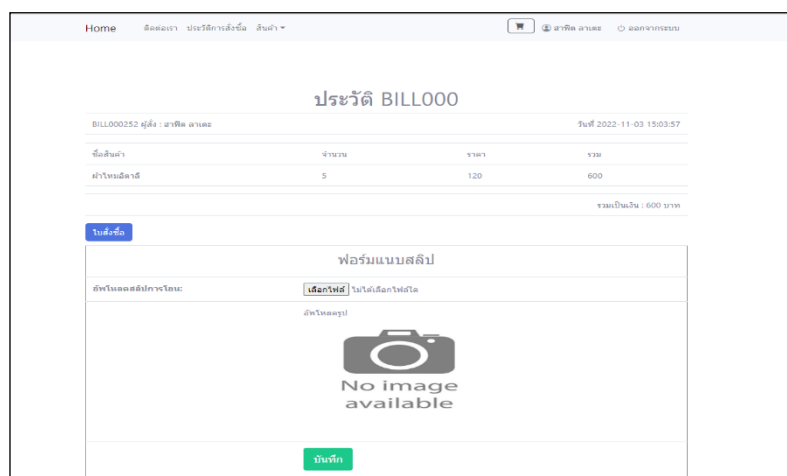 Home ติดต่อเรา ประวัติการสั่งซื้อ สินค้า ฮาฟิต ลาเตะ ออกจากระบบ
ประวัติ BILL000
BILL000252 ผู้สั่ง : ฮาฟิต ลาเตะ วันที่ 2022-11-03 15:03:57
ชื่อสินค้า จำนวน ราคา รวม
ผ้าไหมอิตาลี 5 120 600
รวมเป็นเงิน : 600 บาท
ใบสั่งซื้อ
ฟอร์มแนบสลิป
อัพโหลดสลิปการโอน: เลือกไฟล์ ไม่ได้เลือกไฟล์ใด
อัพโหลดรูป
No image
available
บันทึก